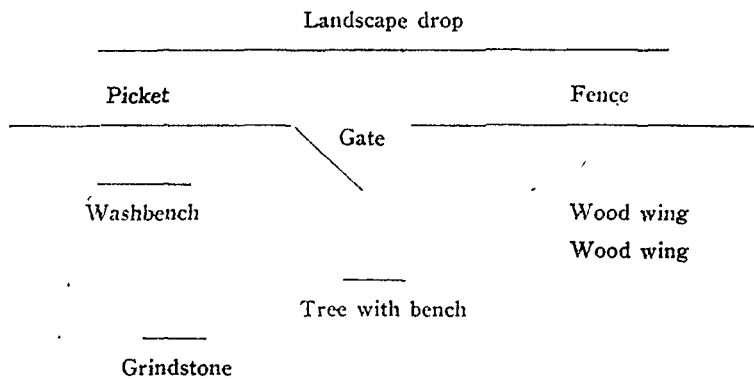 Landscape drop
Picket Fence
Gate
Washbench Wood wing
Wood wing
Tree with bench
Grindstone